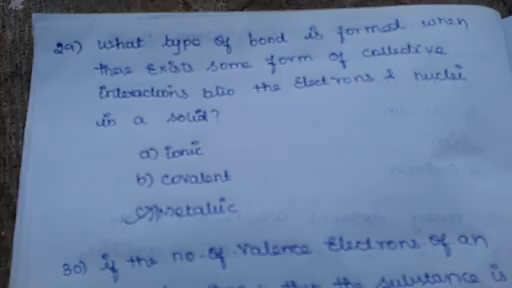 29) what type of bond is formed when
there exists some form of collective
interactions b/w the electrons & nuclei
in a solid?
a) ionic
b) covalent
c) metallic
30) if the no. of valence electrons of an
the substance is